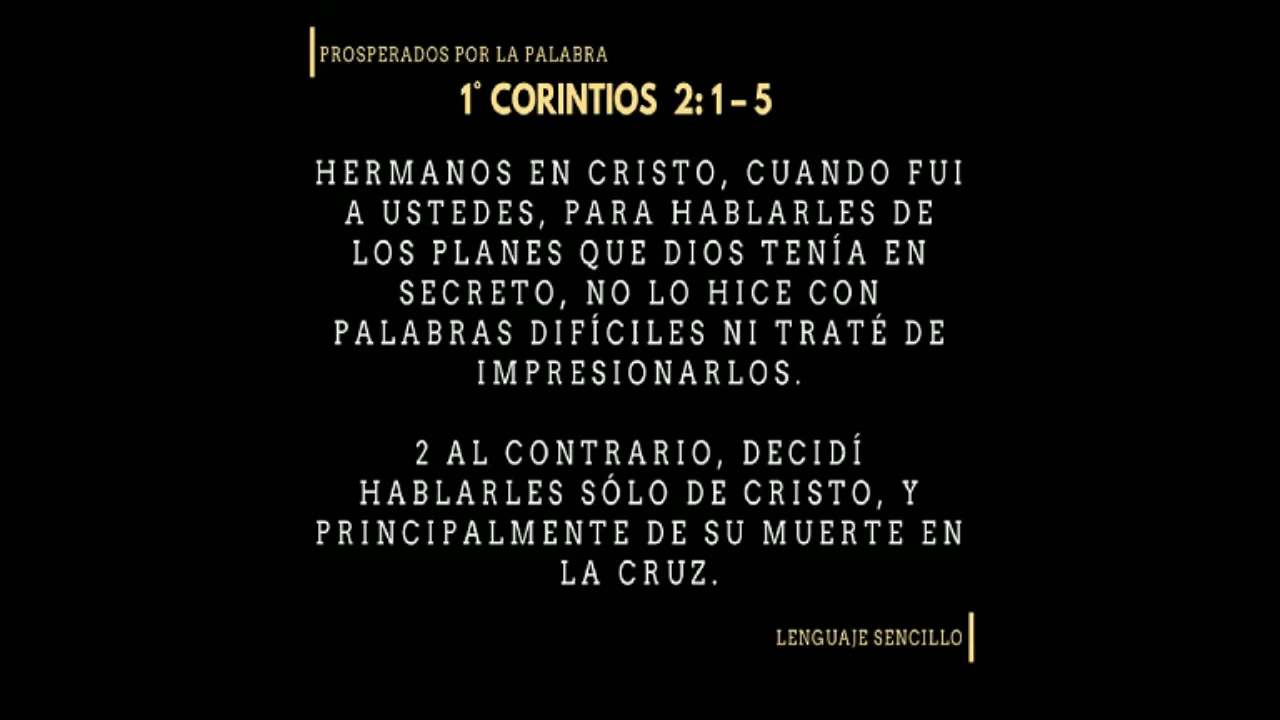 PROSPERADOS POR LA PALABRA
1° CORINTIOS 2:1-5
HERMANOS EN CRISTO, CUANDO FUI
A USTEDES, PARA HABLARLES DE
LOS PLANES QUE DIOS TENÍA EN
SECRETO, NO LO HICE CON
PALABRAS DIFÍCILES NI TRATÉ DE
IMPRESIONARLOS.
2 AL CONTRARIO, DECIDÍ
HABLARLES SÓLO DE CRISTO, Y
PRINCIPALMENTE DE SU MUERTE EN
LA CRUZ.
LENGUAJE SENCILLO